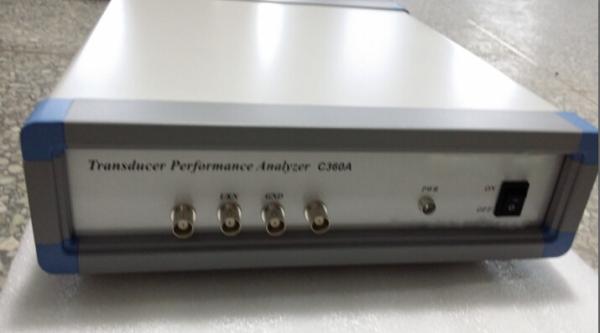 Transducer Performance Analyzer C360A
GND
PWR
ON
OFF